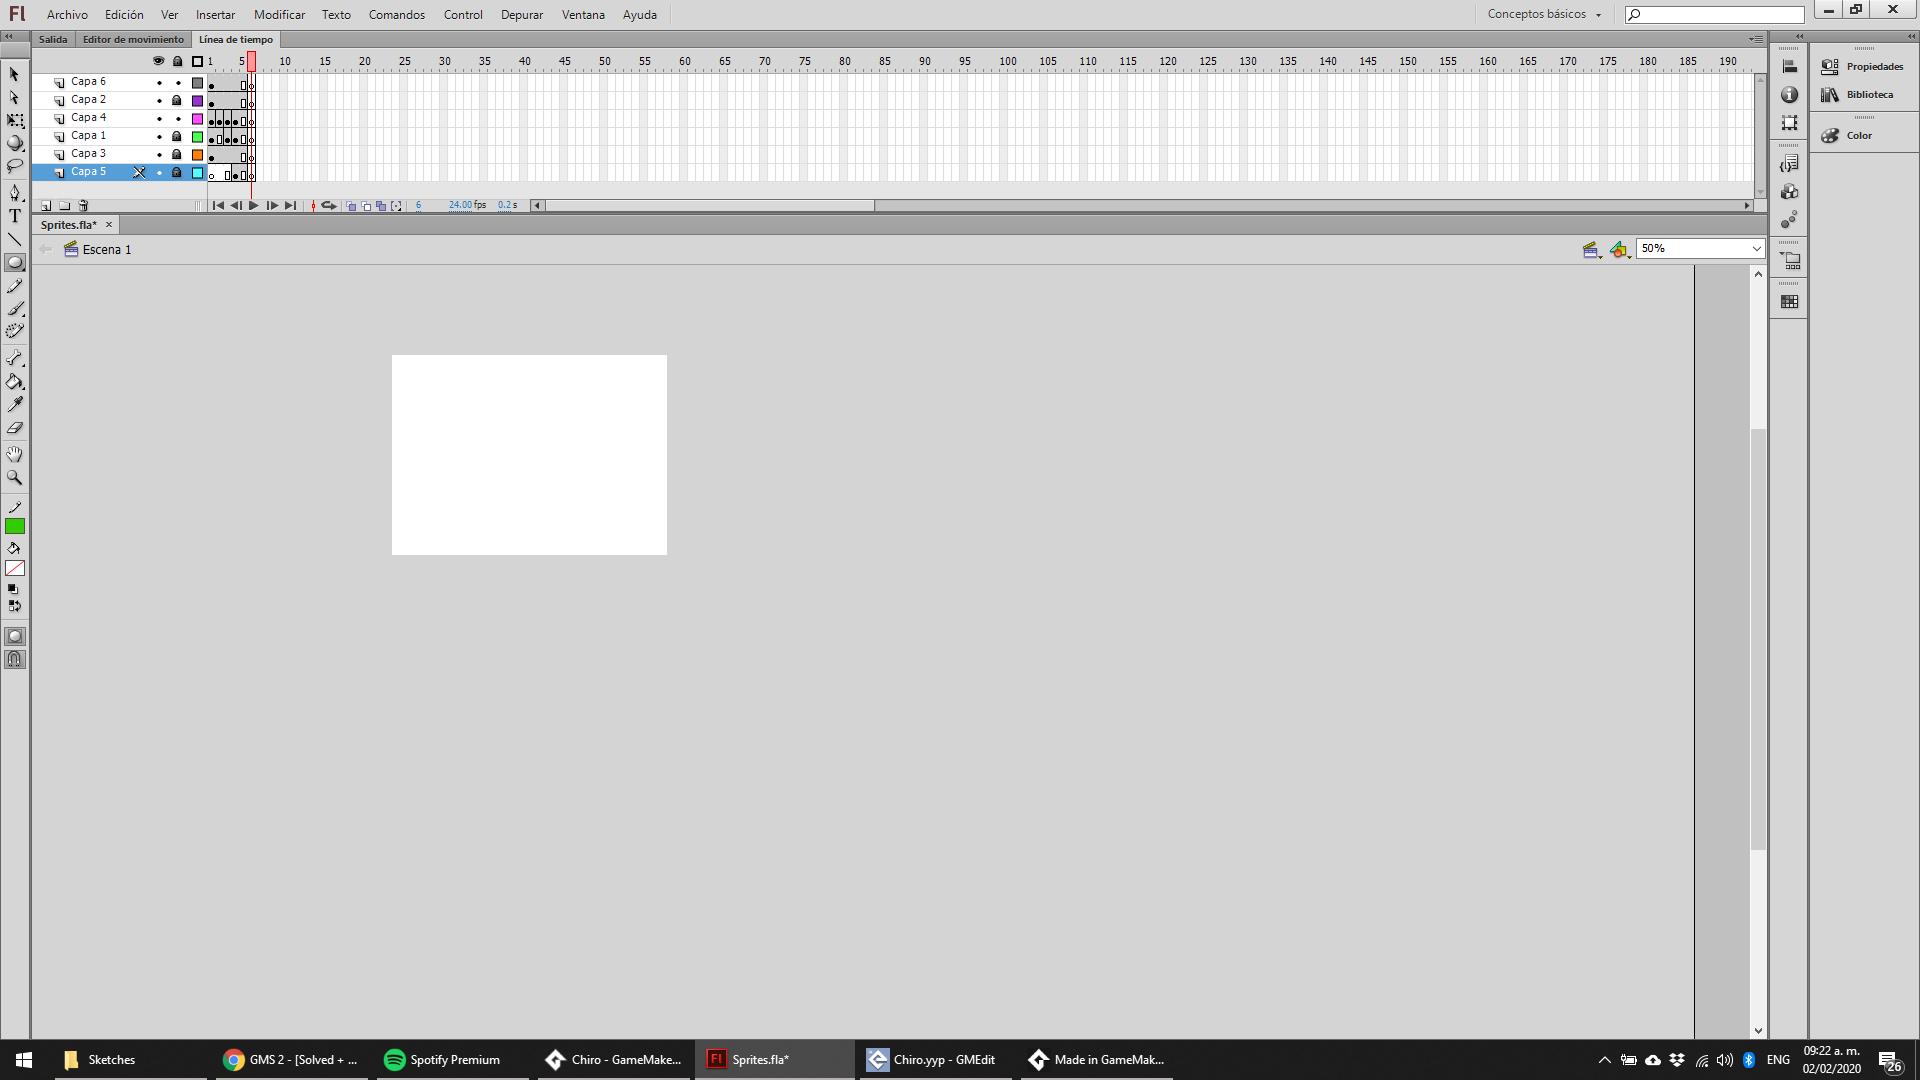 Fl Archivo Edición Ver Insertar Modificar Texto Comandos Control Depurar Ventana Ayuda Conceptos básicos
Salida Editor de movimiento Línea de tiempo
1 5 10 15 20 25 30 35 40 45 50 55 60 65 70 75 80 85 90 95 100 105 110 115 120 125 130 135 140 145 150 155 160 165 170 175 180 185 190
Capa 6
Capa 2
Capa 4
Capa 1
Capa 3
Capa 5
6 24.00 fps 0.2 s
Sprites.fla*
Escena 1
50%
Propiedades
Biblioteca
Color
T
Sketches
GMS 2 - [Solved + ...
Spotify Premium
Chiro - GameMake...
Fl Sprites.fla*
Chiro.yyp - GMEdit
Made in GameMak...
ENG
09:22 a. m.
02/02/2020
26